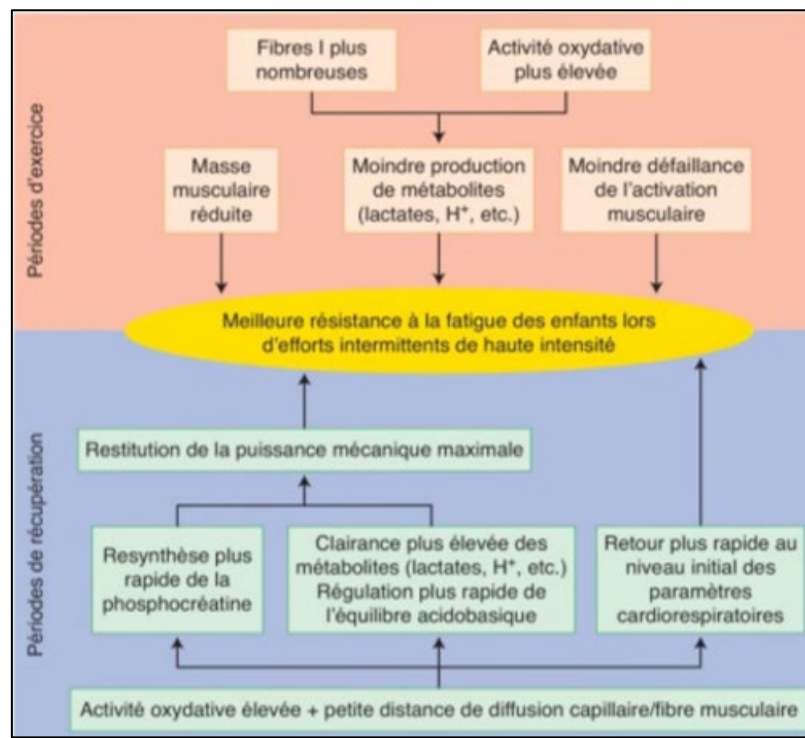 Périodes d'exercice
Fibres I plus
nombreuses
Activité oxydative
plus élevée
Masse
musculaire
réduite
Moindre production
de métabolites
(lactates, H⁺, etc.)
Moindre défaillance
de l'activation
musculaire
Meilleure résistance à la fatigue des enfants lors
d'efforts intermittents de haute intensité
Périodes de récupération
Restitution de la puissance mécanique maximale
Resynthèse plus
rapide de la
phosphocréatine
Clairance plus élevée des
métabolites (lactates, H⁺, etc.)
Régulation plus rapide de
l'équilibre acidobasique
Retour plus rapide au
niveau initial des
paramètres
cardiorespiratoires
Activité oxydative élevée + petite distance de diffusion capillaire/fibre musculaire